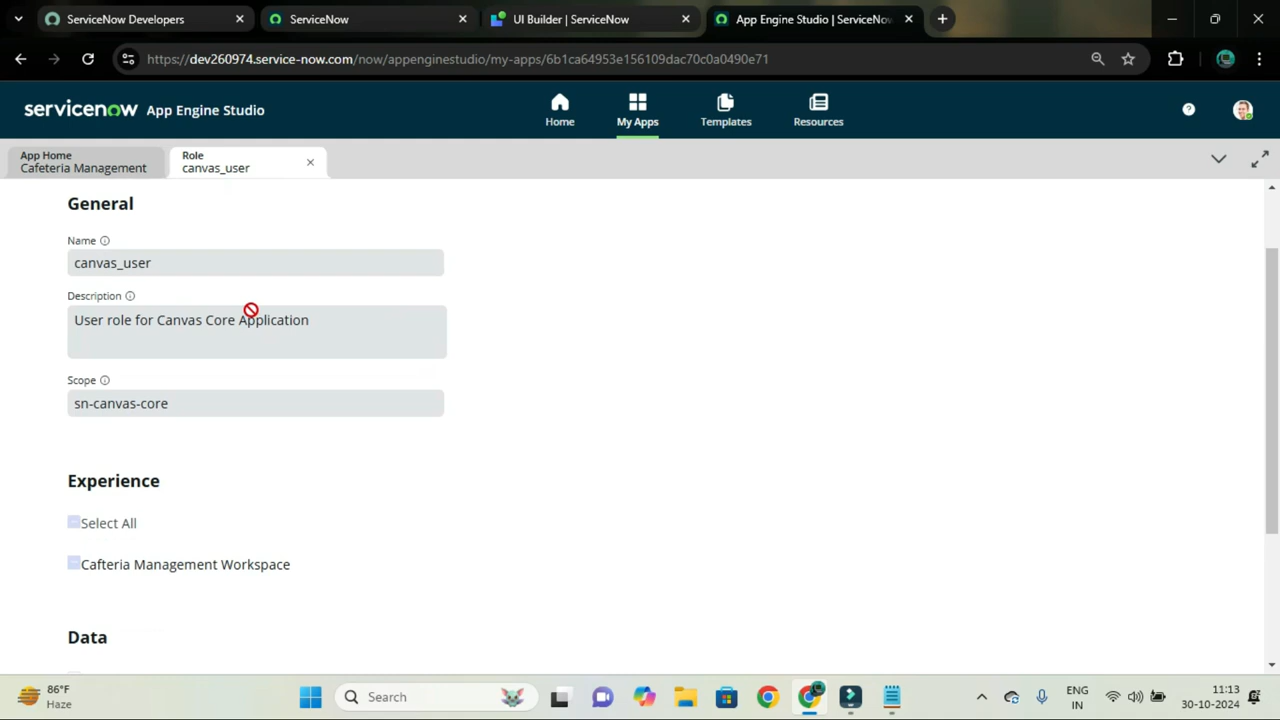 ServiceNow Developers
ServiceNow
UI Builder | ServiceNow
App Engine Studio | ServiceNow
https://dev260974.service-now.com/now/appenginestudio/my-apps/6b1ca64953e156109dac70c0a0490e71
servicenow App Engine Studio
Home
My Apps
Templates
Resources
App Home
Cafeteria Management
Role
canvas_user
General
Name
canvas_user
Description
User role for Canvas Core Application
Scope
sn-canvas-core
Experience
Select All
Cafteria Management Workspace
Data
86°F
Haze
Search
ENG
IN
11:13
30-10-2024